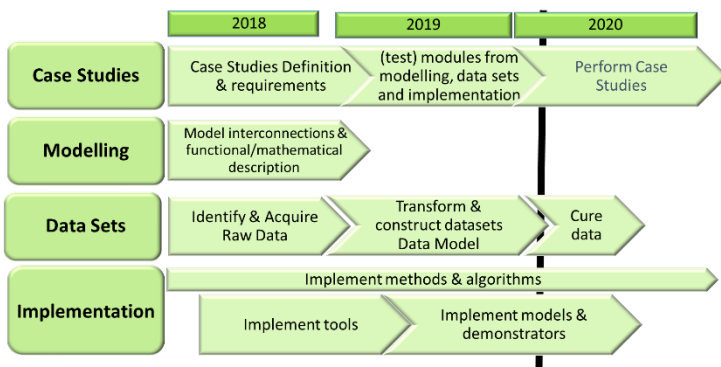 2018
2019
2020
Case Studies
Case Studies Definition
& requirements
(test) modules from
modelling, data sets
and implementation
Perform Case
Studies
Modelling
Model interconnections &
functional/mathematical
description
Data Sets
Identify & Acquire
Raw Data
Transform &
construct datasets
Data Model
Cure
data
Implementation
Implement methods & algorithms
Implement tools
Implement models &
demonstrators